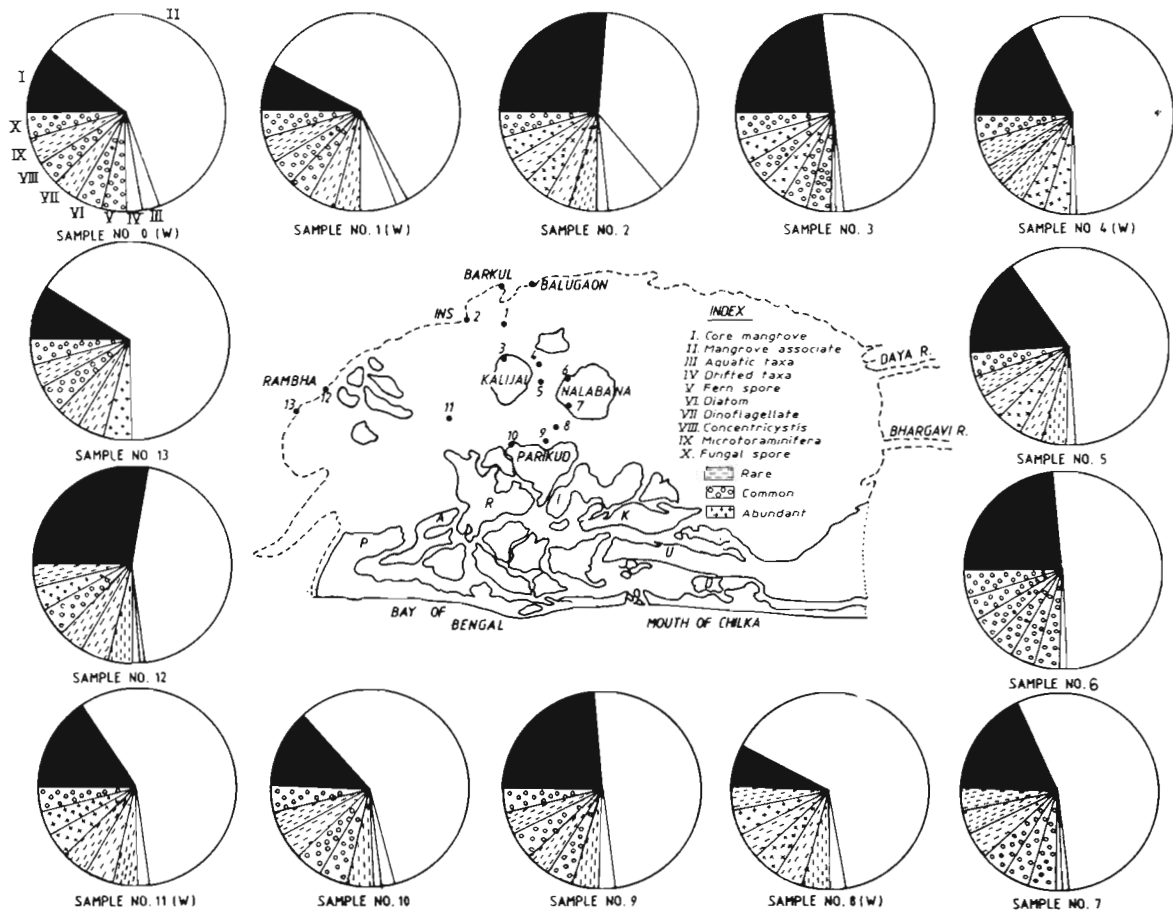 II
I
X
IX
VIII
VII
VI
V
IV
III
SAMPLE NO 0 (W)
SAMPLE NO. 1 (W)
SAMPLE NO. 2
SAMPLE NO. 3
SAMPLE NO 4 (W)
SAMPLE NO 13
SAMPLE NO. 5
SAMPLE NO. 12
SAMPLE NO. 6
SAMPLE NO. 11 (W)
SAMPLE NO. 10
SAMPLE NO. 9
SAMPLE NO. 8 (W)
SAMPLE NO. 7
BARKUL
BALUGAON
INS
2
1
3
KALIJAI
5
6
NALABANA
7
RAMBHA
12
13
11
8
9
10
PARIKUD
P
A
D
R
I
K
U
D
DAYA R.
BHARGAVI R.
BAY OF
BENGAL
MOUTH OF CHILKA
INDEX
I. Core mangrove
II Mangrove associate
III Aquatic taxa
IV Drifted taxa
V Fern spore
VI. Diatom
VII Dinoflagellate
VIII. Concentricystis
IX Microforaminifera
X. Fungal spore
Rare
Common
Abundant